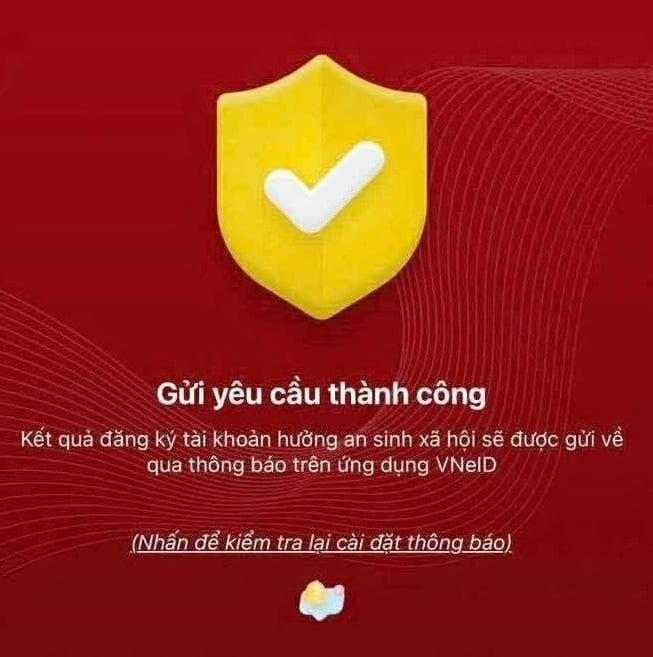 Gửi yêu cầu thành công
Kết quả đăng ký tài khoản hưởng an sinh xã hội sẽ được gửi về
qua thông báo trên ứng dụng VNeID
(Nhấn để kiểm tra lại cài đặt thông báo)